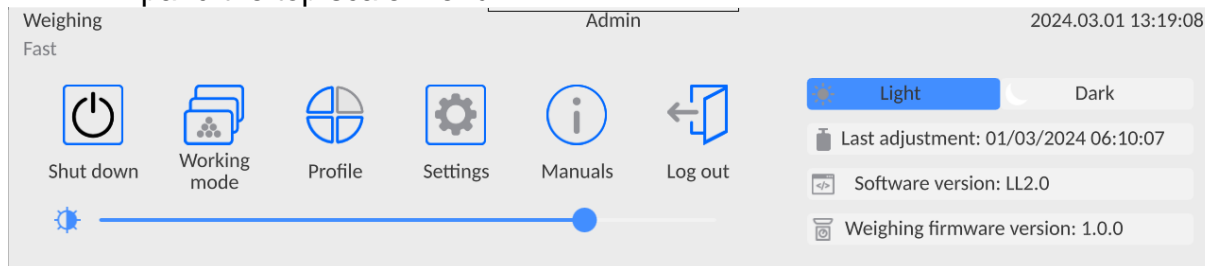 Weighing
Admin
2024.03.01 13:19:08
Fast
Shut down
Working
mode
Profile
Settings
Manuals
Log out
Light
Dark
Last adjustment: 01/03/2024 06:10:07
Software version: LL2.0
Weighing firmware version: 1.0.0